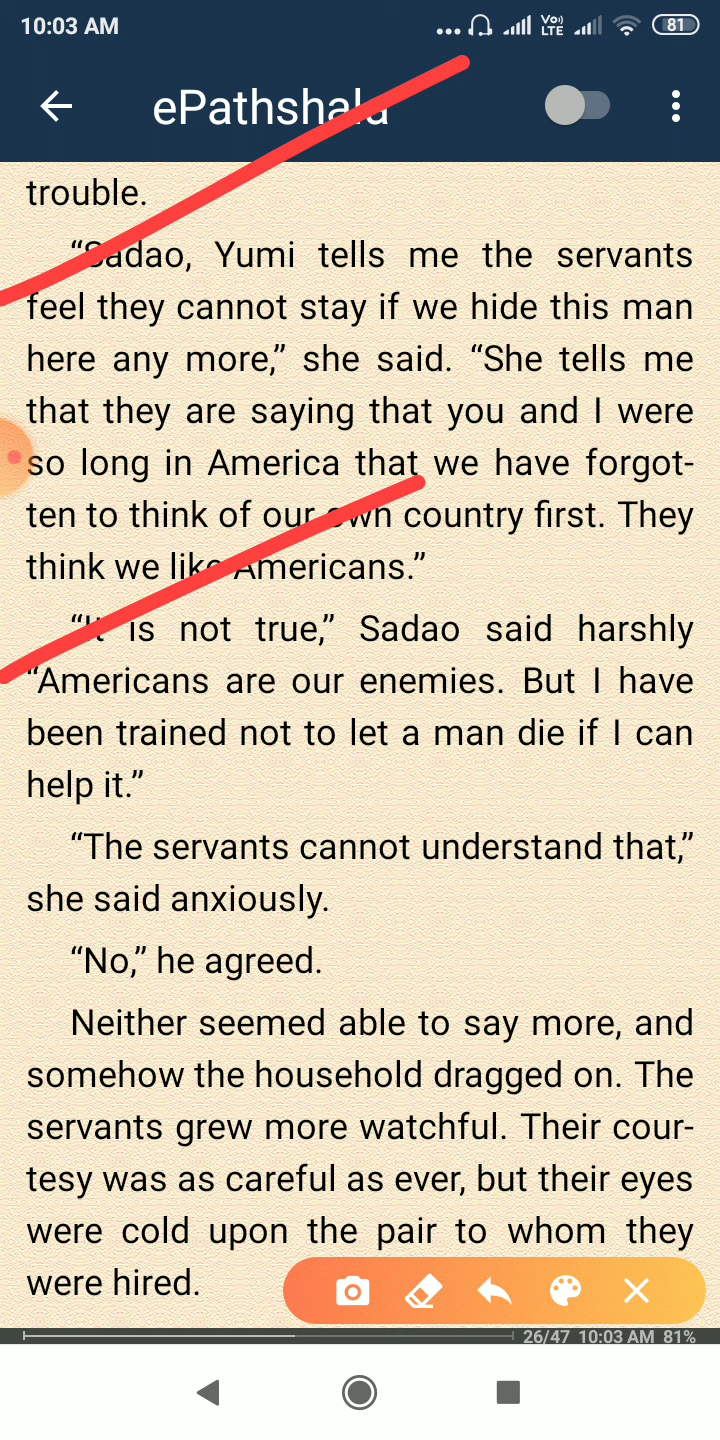 10:03 AM
Vo)) LTE
81
ePathshala
trouble.
“Sadao, Yumi tells me the servants
feel they cannot stay if we hide this man
here any more,” she said. “She tells me
that they are saying that you and I were
so long in America that we have forgot-
ten to think of our own country first. They
think we like Americans.”
“It is not true,” Sadao said harshly
“Americans are our enemies. But I have
been trained not to let a man die if I can
help it.”
“The servants cannot understand that,”
she said anxiously.
“No,” he agreed.
Neither seemed able to say more, and
somehow the household dragged on. The
servants grew more watchful. Their cour-
tesy was as careful as ever, but their eyes
were cold upon the pair to whom they
were hired.
26/47 10:03 AM 81%